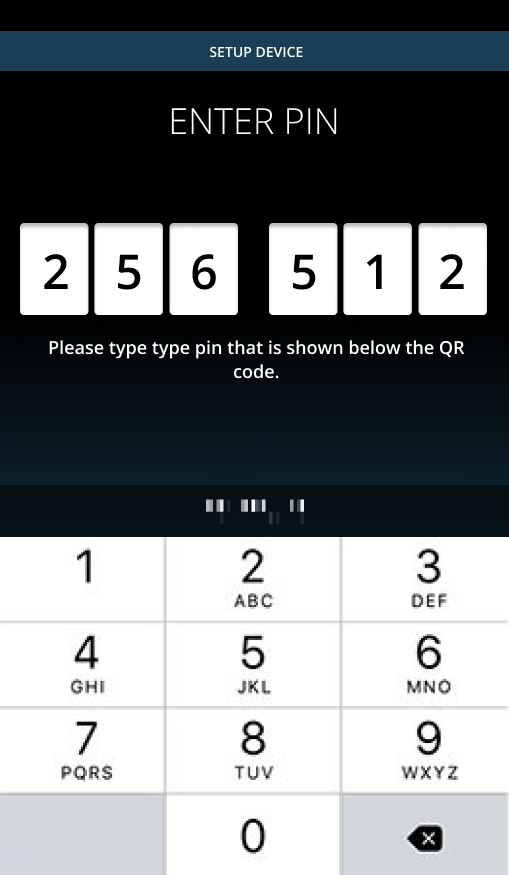 SETUP DEVICE
ENTER PIN
2 5 6 5 1 2
Please type type pin that is shown below the QR
code.
1 2 3
ABC DEF
4 5 6
GHI JKL MNO
7 8 9
PQRS TUV WXYZ
0